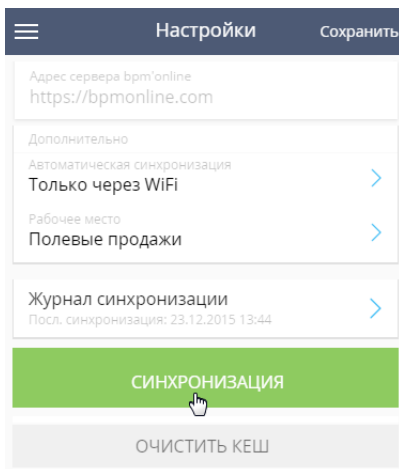 Настройки Сохранить
Адрес сервера bpm'online
https://bpmonline.com
Дополнительно
Автоматическая синхронизация
Только через WiFi
Рабочее место
Полевые продажи
Журнал синхронизации
Посл. синхронизация: 23.12.2015 13:44
СИНХРОНИЗАЦИЯ
ОЧИСТИТЬ КЕШ